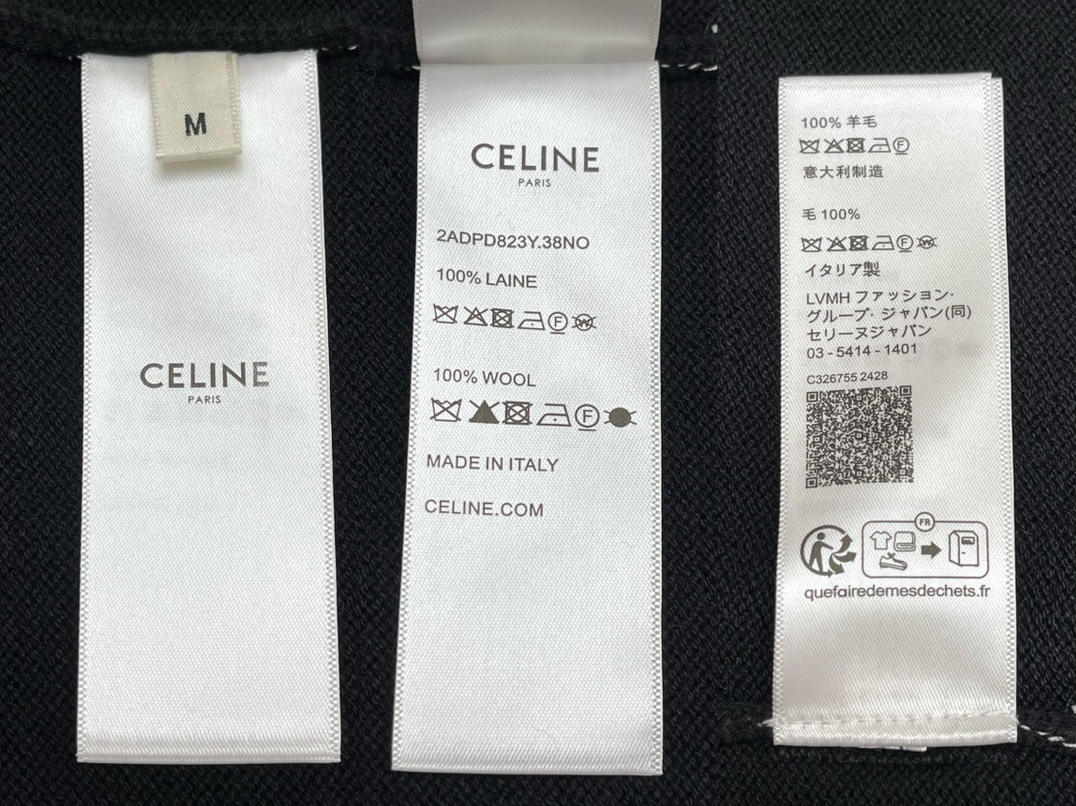 M
CELINE
PARIS
CELINE
PARIS
2ADPD823Y.38NO
100% LAINE
F W
100% WOOL
F
MADE IN ITALY
CELINE.COM
100% 羊毛
F
意大利制造
毛 100%
F W
イタリア製
LVMH ファッション·
グループ· ジャパン(同)
セリーヌジャパン
03 - 5414 - 1401
C326755 2428
FR
quefairedemesdechets.fr